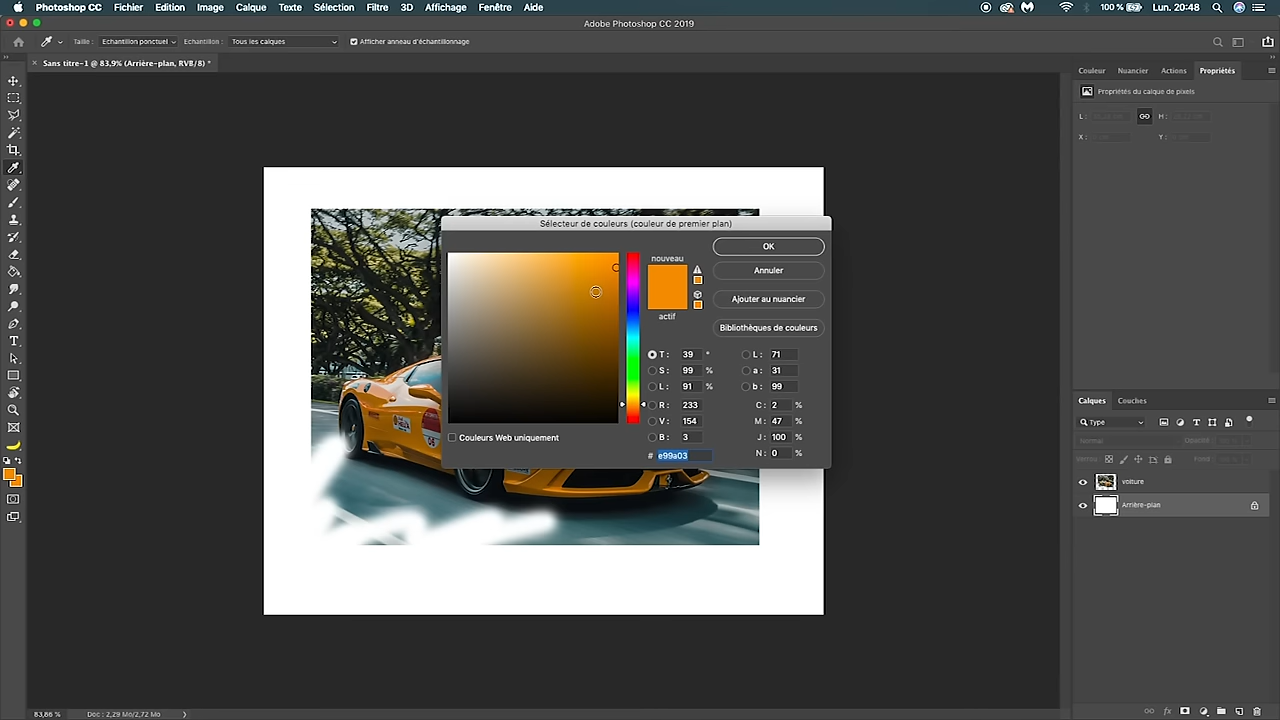 Photoshop CC Fichier Edition Image Calque Texte Sélection Filtre 3D Affichage Fenêtre Aide 100 % Lun. 20:48
Adobe Photoshop CC 2019
Taille : Echantillon ponctuel Echantillon : Tous les calques Afficher anneau d'échantillonnage
Sans titre-1 @ 83,9% (Arrière-plan, RVB/8) *
Couleur Nuancier Actions Propriétés
Propriétés du calque de pixels
L : H :
X : Y :
Sélecteur de couleurs (couleur de premier plan)
OK
nouveau
Annuler
Ajouter au nuancier
actif
Bibliothèques de couleurs
T : 39 ° L : 71
S : 99 % a : 31
L : 91 % b : 99
R : 233 C : 2 %
V : 154 M : 47 %
B : 3 J : 100 %
Couleurs Web uniquement
# e99a03 N : 0 %
Calques Couches
Type
Normal Opacité :
Verrou : Fond :
voiture
Arrière-plan
83,86 % Doc : 2,29 Mo/2,72 Mo